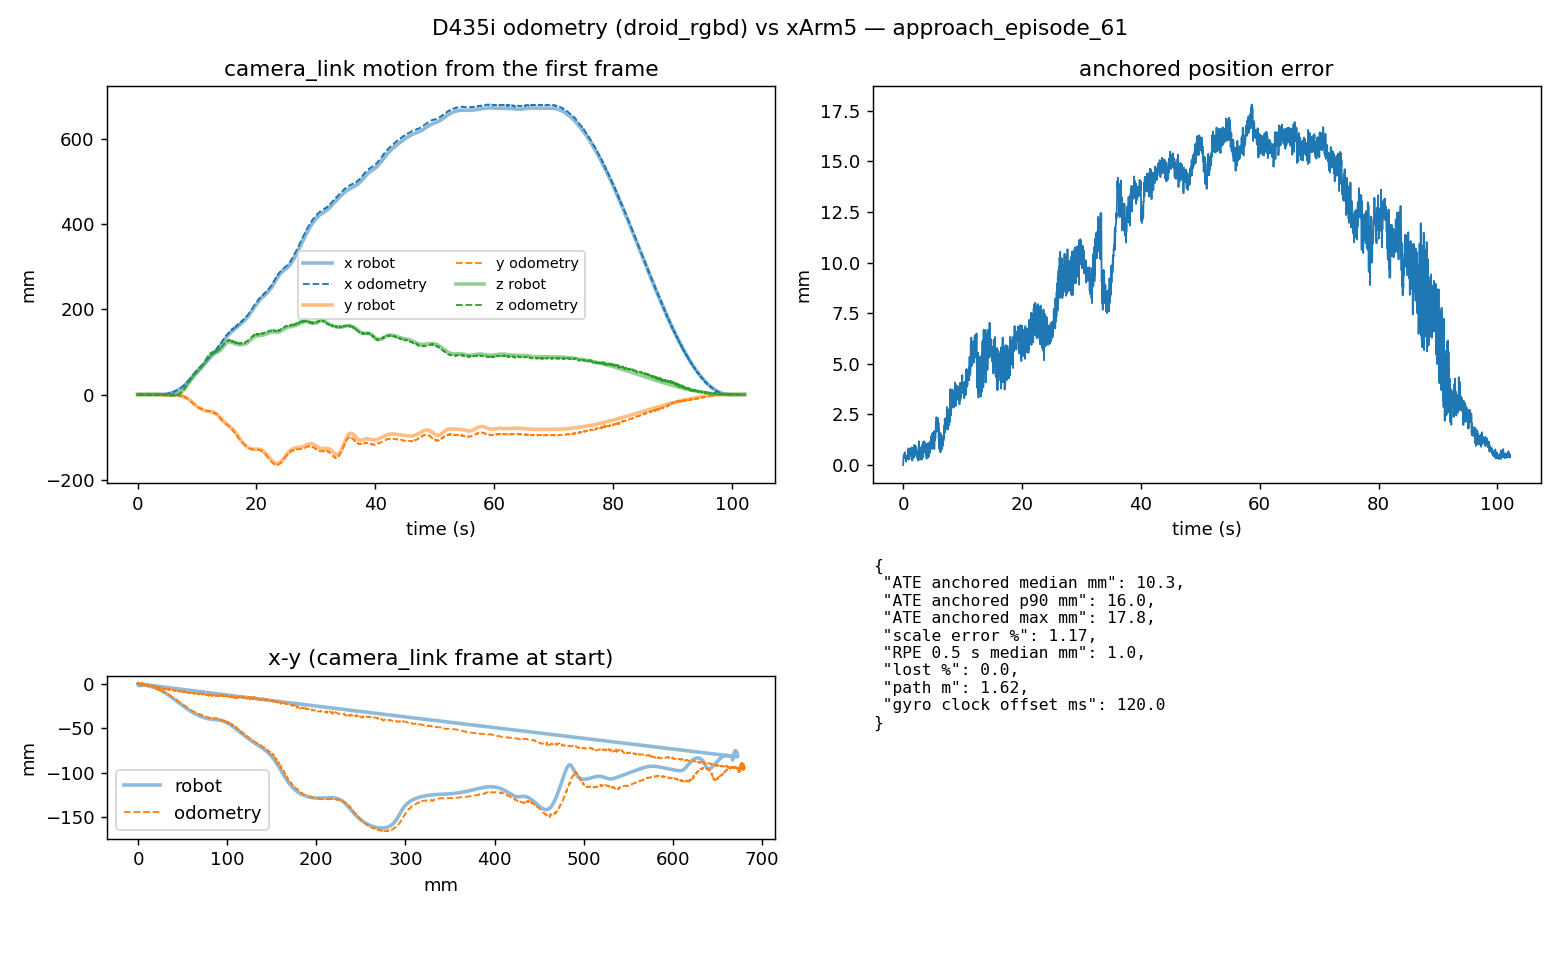 D435i odometry (droid_rgbd) vs xArm5 — approach_episode_61
camera_link motion from the first frame
600
400
200
0
−200
mm
x robot
x odometry
y robot
y odometry
z robot
z odometry
0 20 40 60 80 100
time (s)
anchored position error
17.5
15.0
12.5
10.0
7.5
5.0
2.5
0.0
mm
0 20 40 60 80 100
time (s)
x-y (camera_link frame at start)
0
−50
−100
−150
mm
robot
odometry
0 100 200 300 400 500 600 700
mm
{
"ATE anchored median mm": 10.3,
"ATE anchored p90 mm": 16.0,
"ATE anchored max mm": 17.8,
"scale error %": 1.17,
"RPE 0.5 s median mm": 1.0,
"lost %": 0.0,
"path m": 1.62,
"gyro clock offset ms": 120.0
}